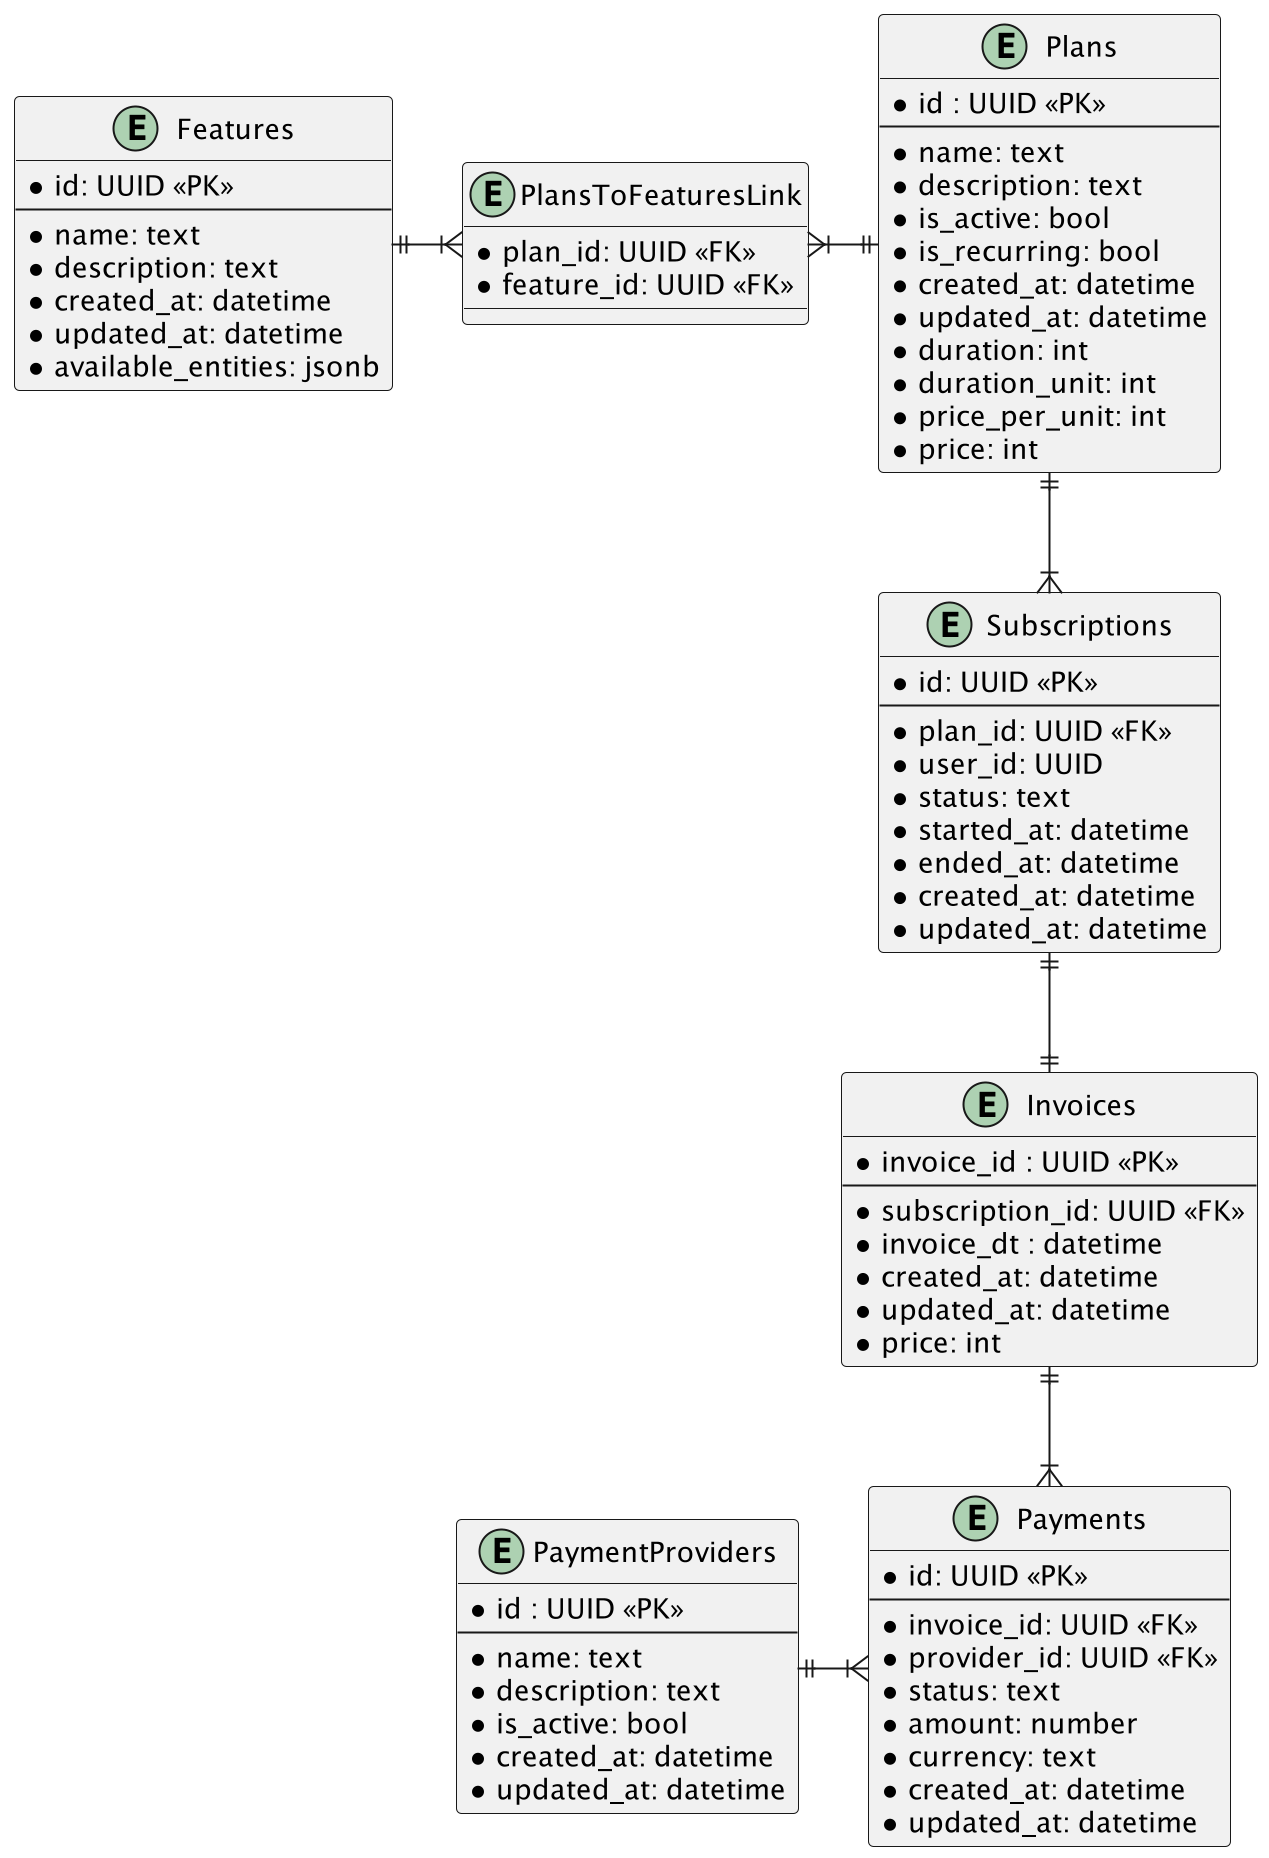 E Features
id: UUID «PK»
name: text
description: text
created_at: datetime
updated_at: datetime
available_entities: jsonb
E PlansToFeaturesLink
plan_id: UUID «FK»
feature_id: UUID «FK»
E Plans
id : UUID «PK»
name: text
description: text
is_active: bool
is_recurring: bool
created_at: datetime
updated_at: datetime
duration: int
duration_unit: int
price_per_unit: int
price: int
E Subscriptions
id: UUID «PK»
plan_id: UUID «FK»
user_id: UUID
status: text
started_at: datetime
ended_at: datetime
created_at: datetime
updated_at: datetime
E Invoices
invoice_id : UUID «PK»
subscription_id: UUID «FK»
invoice_dt : datetime
created_at: datetime
updated_at: datetime
price: int
E PaymentProviders
id : UUID «PK»
name: text
description: text
is_active: bool
created_at: datetime
updated_at: datetime
E Payments
id: UUID «PK»
invoice_id: UUID «FK»
provider_id: UUID «FK»
status: text
amount: number
currency: text
created_at: datetime
updated_at: datetime